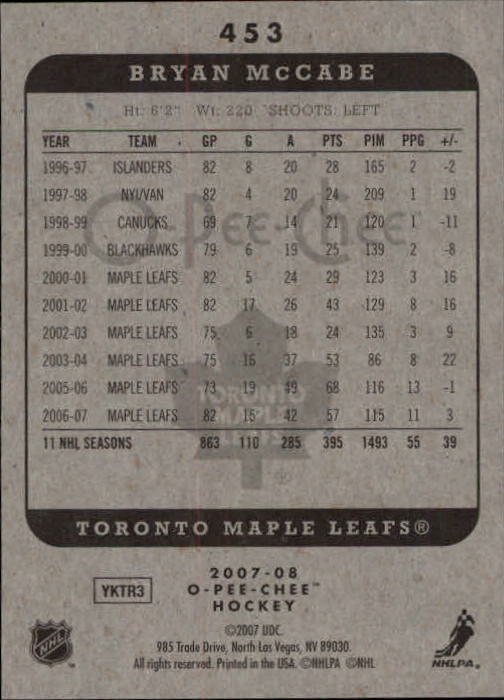 453
BRYAN McCABE
Ht: 6'2" Wt: 220 SHOOTS: LEFT
YEAR TEAM GP G A PTS PIM PPG +/-
1996-97 ISLANDERS 82 8 20 28 165 2 -2
1997-98 NYI/VAN 82 4 20 24 209 1 19
1998-99 CANUCKS 69 7 14 21 120 1 -11
1999-00 BLACKHAWKS 79 6 19 25 139 2 -8
2000-01 MAPLE LEAFS 82 5 24 29 123 3 16
2001-02 MAPLE LEAFS 82 17 26 43 129 8 16
2002-03 MAPLE LEAFS 75 6 18 24 135 3 9
2003-04 MAPLE LEAFS 75 16 37 53 86 8 22
2005-06 MAPLE LEAFS 73 19 49 68 116 13 -1
2006-07 MAPLE LEAFS 82 15 42 57 115 11 3
11 NHL SEASONS 863 110 285 395 1493 55 39
O-Pee-Chee
TORONTO
MAPLE
LEAFS
®
TORONTO MAPLE LEAFS®
2007-08
YKTR3
O-PEE-CHEE™
HOCKEY
©2007 UDC.
985 Trade Drive, North Las Vegas, NV 89030.
All rights reserved. Printed in the USA. ©NHLPA ©NHL
NHL
NHLPA